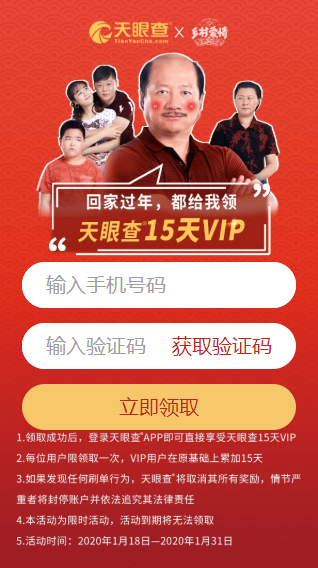 天眼查®
TianYanCha.com
X
乡村爱情
回家过年，都给我领
天眼查®15天VIP
输入手机号码
输入验证码 获取验证码
立即领取
1.领取成功后，登录天眼查®APP即可直接享受天眼查15天VIP
2.每位用户限领取一次，VIP用户在原基础上累加15天
3.如果发现任何刷单行为，天眼查®将取消其所有奖励，情节严
重者将封停账户并依法追究其法律责任
4.本活动为限时活动，活动到期将无法领取
5.活动时间：2020年1月18日—2020年1月31日